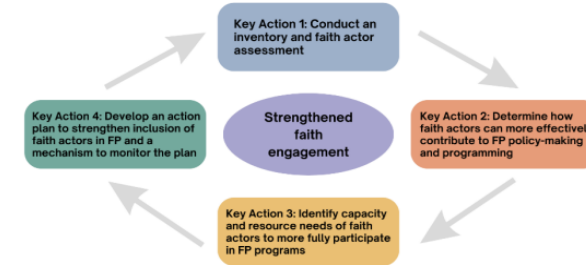 Key Action 1: Conduct an
inventory and faith actor
assessment
Key Action 2: Determine how
faith actors can more effectivel
contribute to FP policy-making
and programming
Key Action 3: Identify capacity
and resource needs of faith
actors to more fully participate
in FP programs
Key Action 4: Develop an action
plan to strengthen inclusion of
faith actors in FP and a
mechanism to monitor the plan
Strengthened
faith
engagement